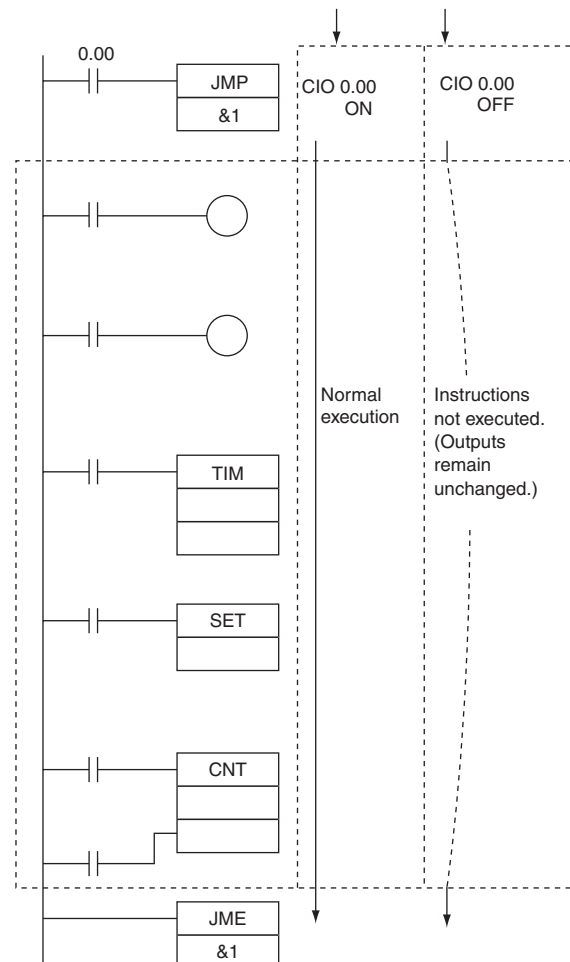 0.00
JMP
&1
CIO 0.00
ON
CIO 0.00
OFF
Normal
execution
Instructions
not executed.
(Outputs
remain
unchanged.)
TIM
SET
CNT
JME
&1